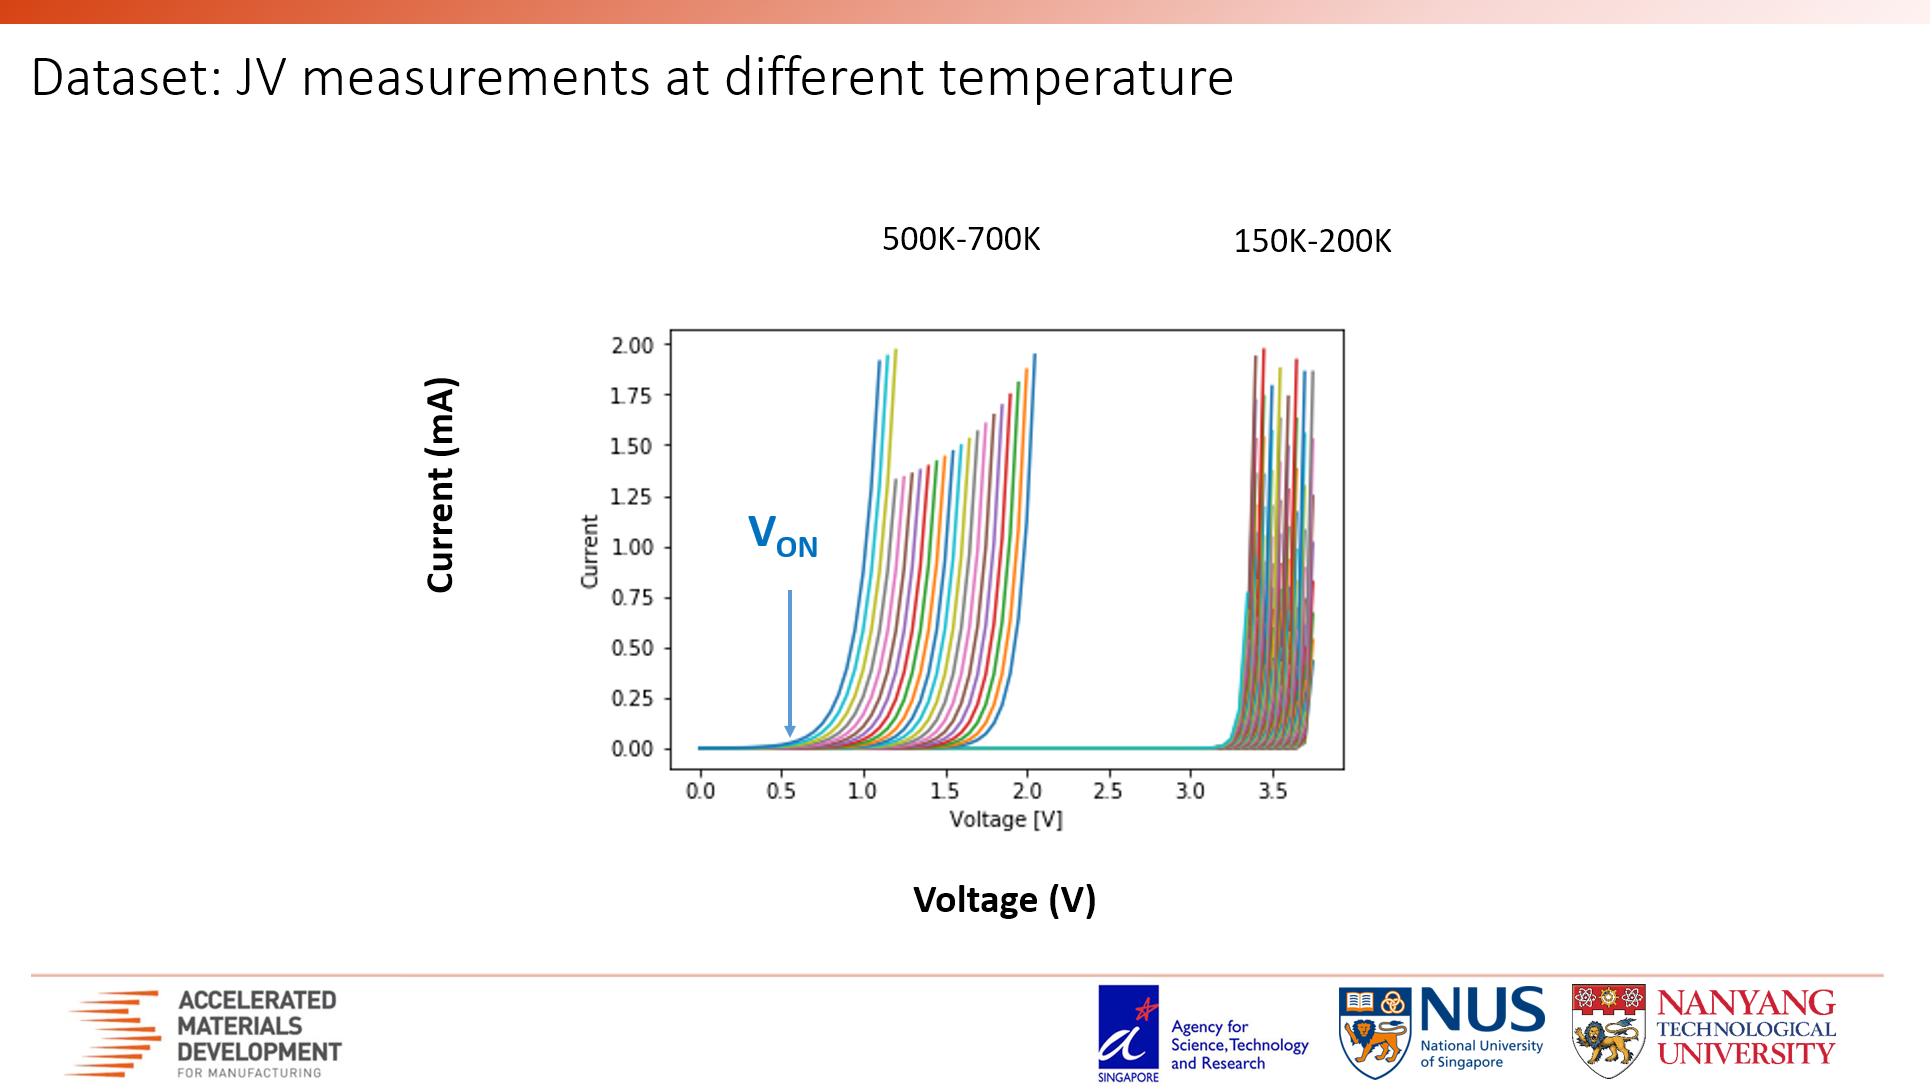 Dataset: JV measurements at different temperature
500K-700K
150K-200K
Current (mA)
Current
2.00
1.75
1.50
1.25
1.00
0.75
0.50
0.25
0.00
VON
0.0 0.5 1.0 1.5 2.0 2.5 3.0 3.5
Voltage [V]
Voltage (V)
ACCELERATED
MATERIALS
DEVELOPMENT
FOR MANUFACTURING
a
SINGAPORE
Agency for
Science, Technology
and Research
NUS
National University
of Singapore
NANYANG
TECHNOLOGICAL
UNIVERSITY